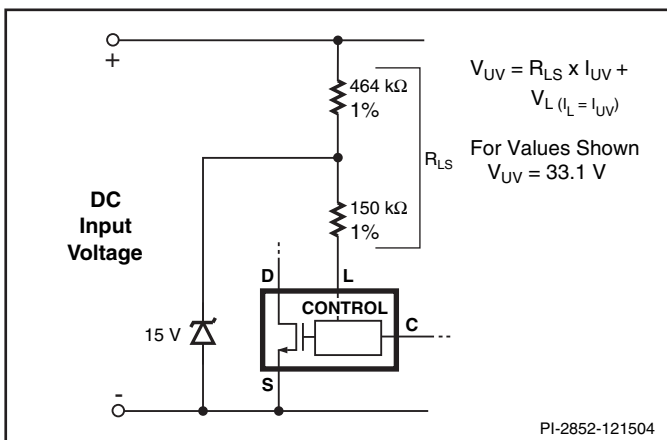 +
464 kΩ
1%
V_UV = R_LS x I_UV +
V_L (I_L = I_UV)
For Values Shown
V_UV = 33.1 V
R_LS
DC
Input
Voltage
150 kΩ
1%
D
L
CONTROL
C
15 V
S
-
PI-2852-121504